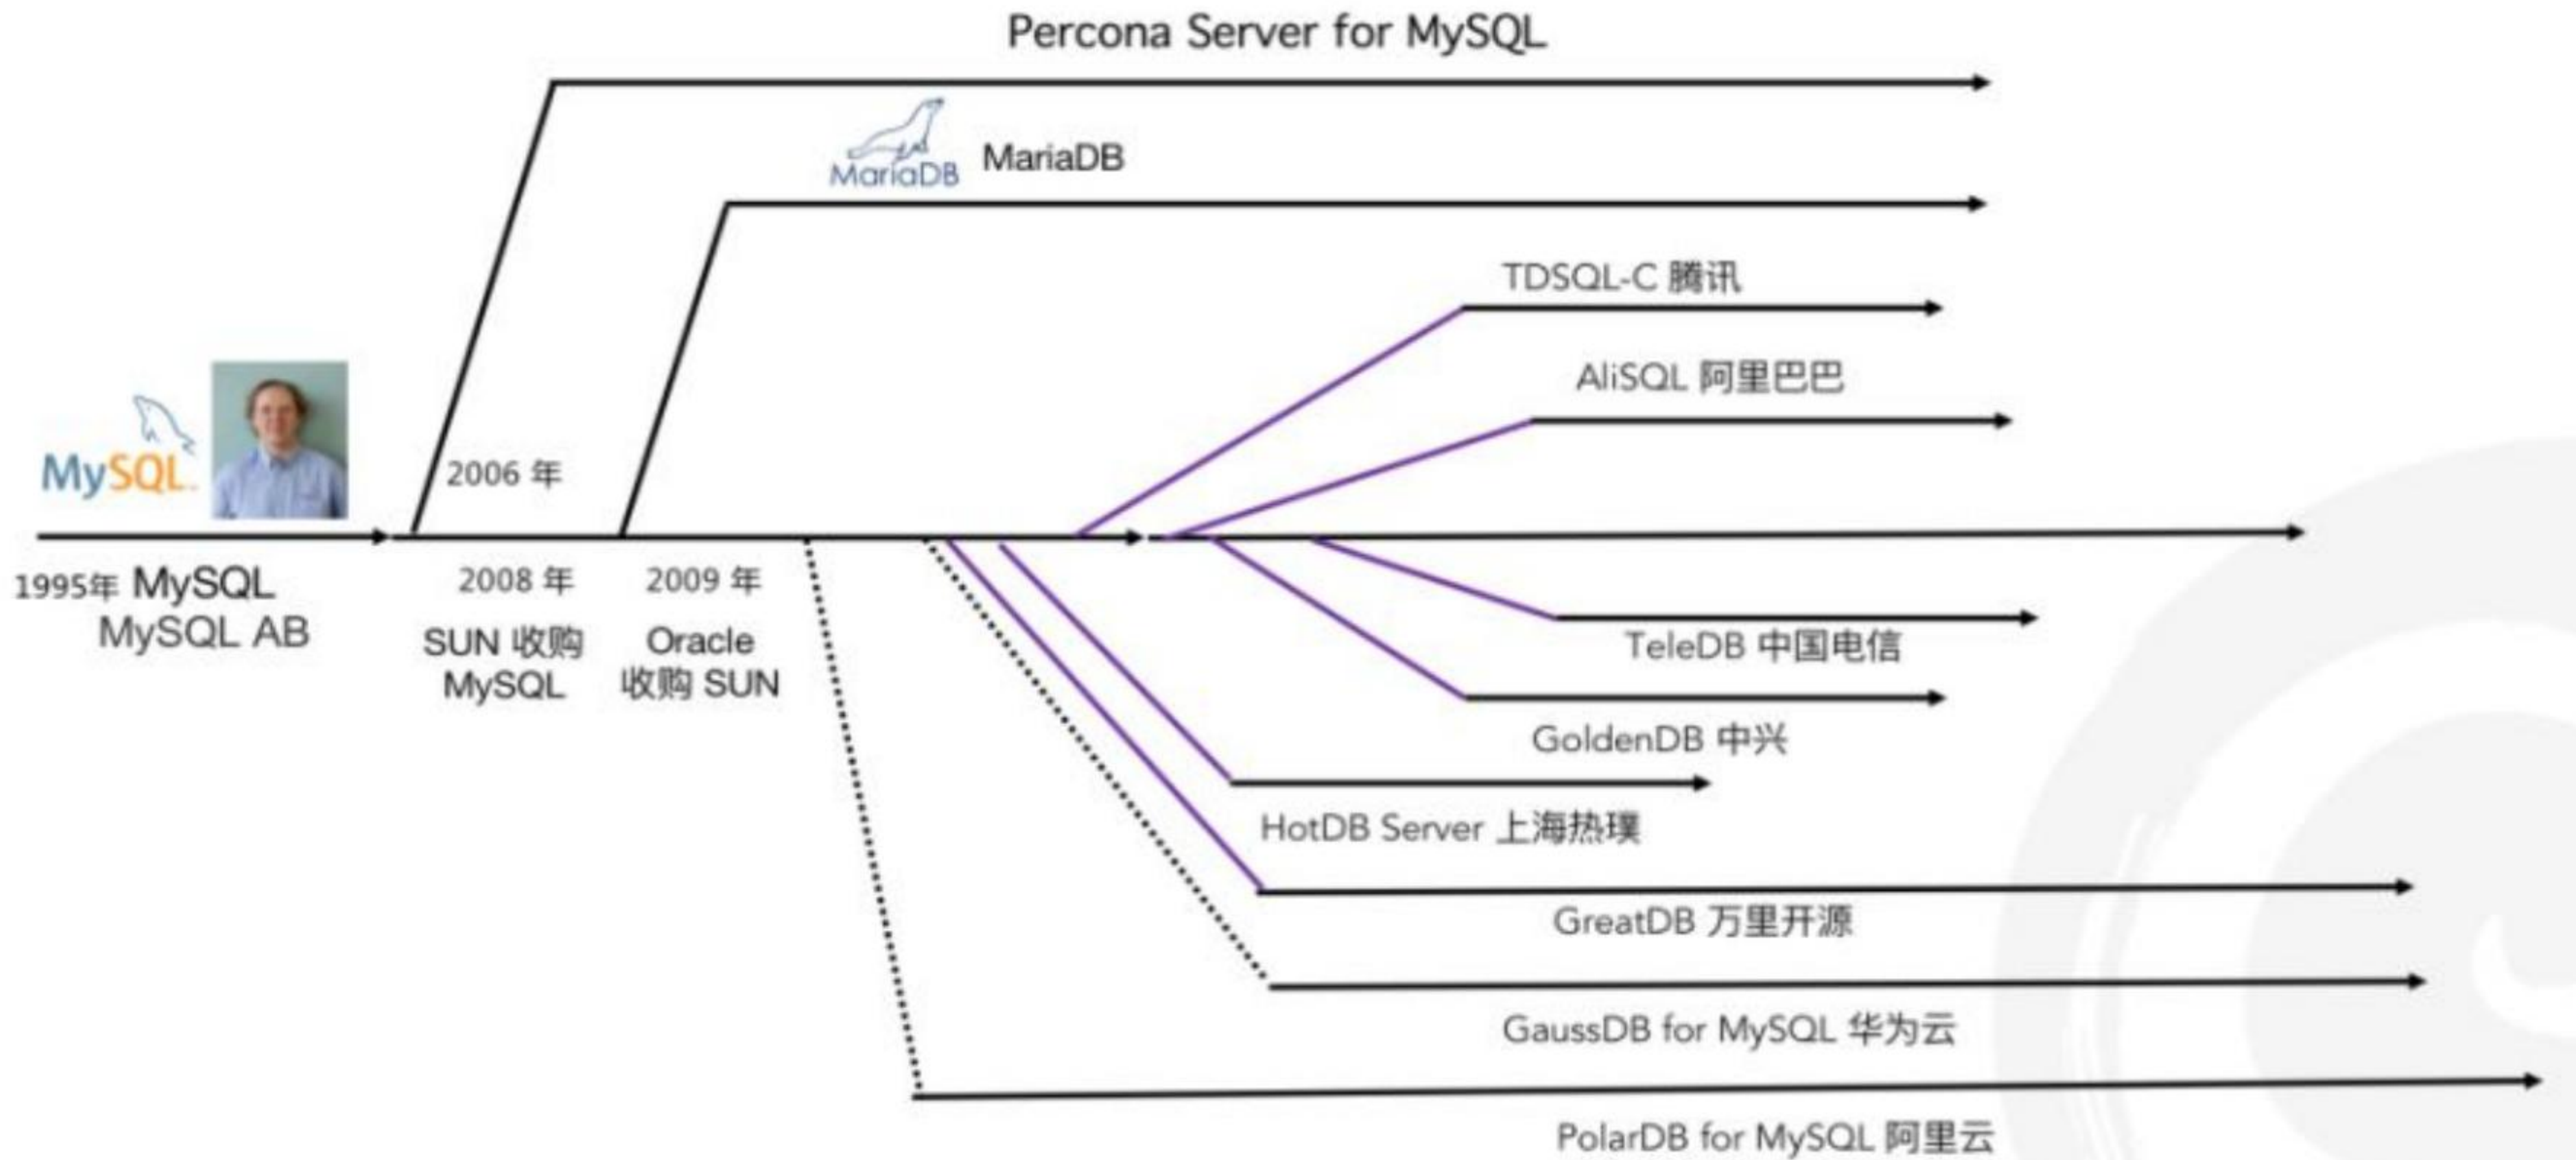 Percona Server for MySQL
MariaDB
MariaDB
TDSQL-C 腾讯
AliSQL 阿里巴巴
MySQL
2006 年
1995年 MySQL
MySQL AB
2008 年
SUN 收购
MySQL
2009 年
Oracle
收购 SUN
TeleDB 中国电信
GoldenDB 中兴
HotDB Server 上海热璞
GreatDB 万里开源
GaussDB for MySQL 华为云
PolarDB for MySQL 阿里云